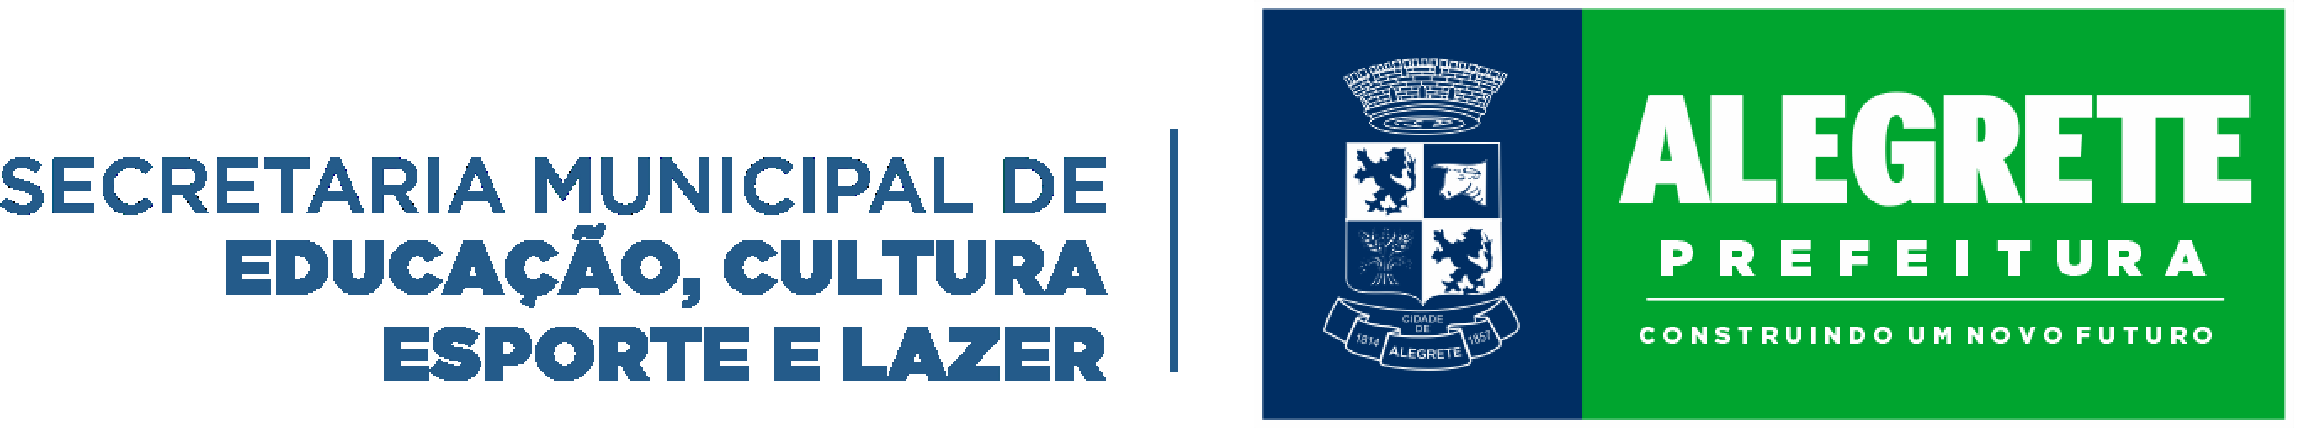 SECRETARIA MUNICIPAL DE
EDUCAÇÃO, CULTURA
ESPORTE E LAZER
CIDADE
DE
1814 ALEGRETE 1857
ALEGRETE
PREFEITURA
CONSTRUINDO UM NOVO FUTURO